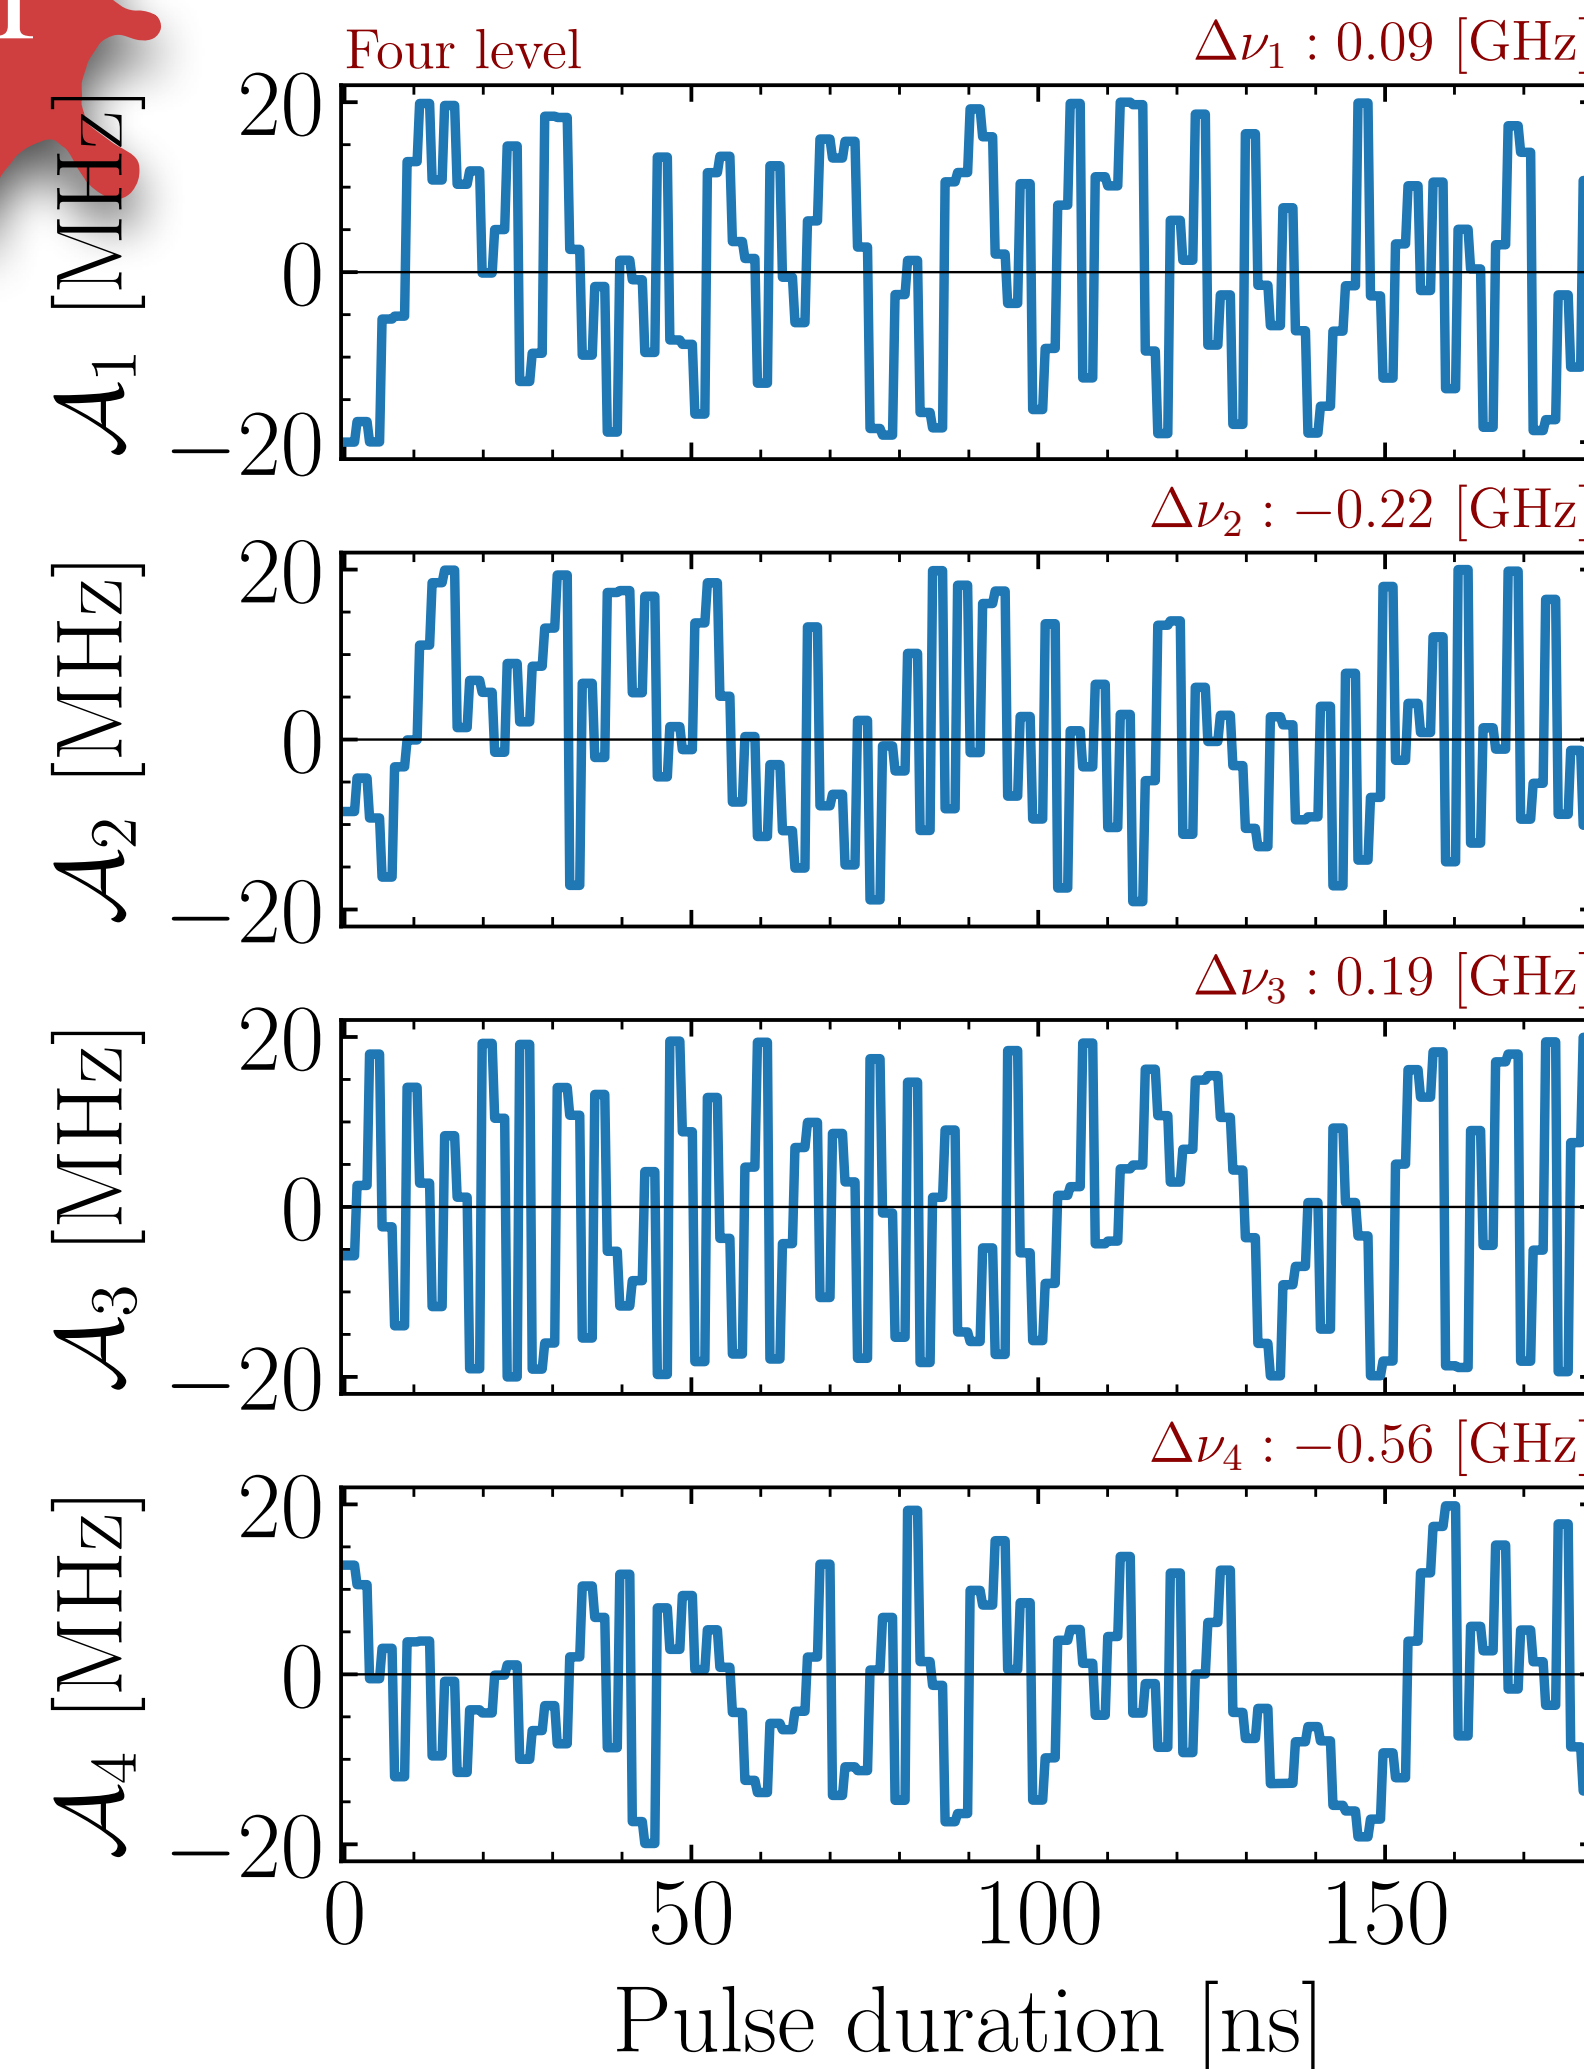 Four level
Δν₁ : 0.09 [GHz]
𝒜₁ [MHz]
20
0
−20
Δν₂ : −0.22 [GHz]
𝒜₂ [MHz]
20
0
−20
Δν₃ : 0.19 [GHz]
𝒜₃ [MHz]
20
0
−20
Δν₄ : −0.56 [GHz]
𝒜₄ [MHz]
20
0
−20
0 50 100 150
Pulse duration [ns]